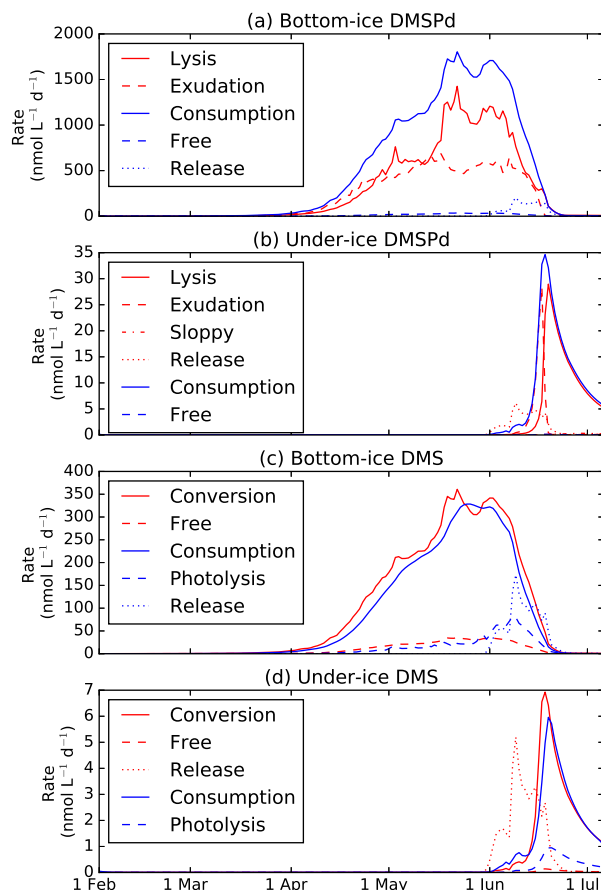 (a) Bottom-ice DMSPd
2000
1500
1000
500
0
Rate
(nmol L⁻¹ d⁻¹)
Lysis
Exudation
Consumption
Free
Release
(b) Under-ice DMSPd
35
30
25
20
15
10
5
0
Rate
(nmol L⁻¹ d⁻¹)
Lysis
Exudation
Sloppy
Release
Consumption
Free
(c) Bottom-ice DMS
400
350
300
250
200
150
100
50
0
Rate
(nmol L⁻¹ d⁻¹)
Conversion
Free
Consumption
Photolysis
Release
(d) Under-ice DMS
7
6
5
4
3
2
1
0
Rate
(nmol L⁻¹ d⁻¹)
Conversion
Free
Release
Consumption
Photolysis
1 Feb 1 Mar 1 Apr 1 May 1 Jun 1 Jul